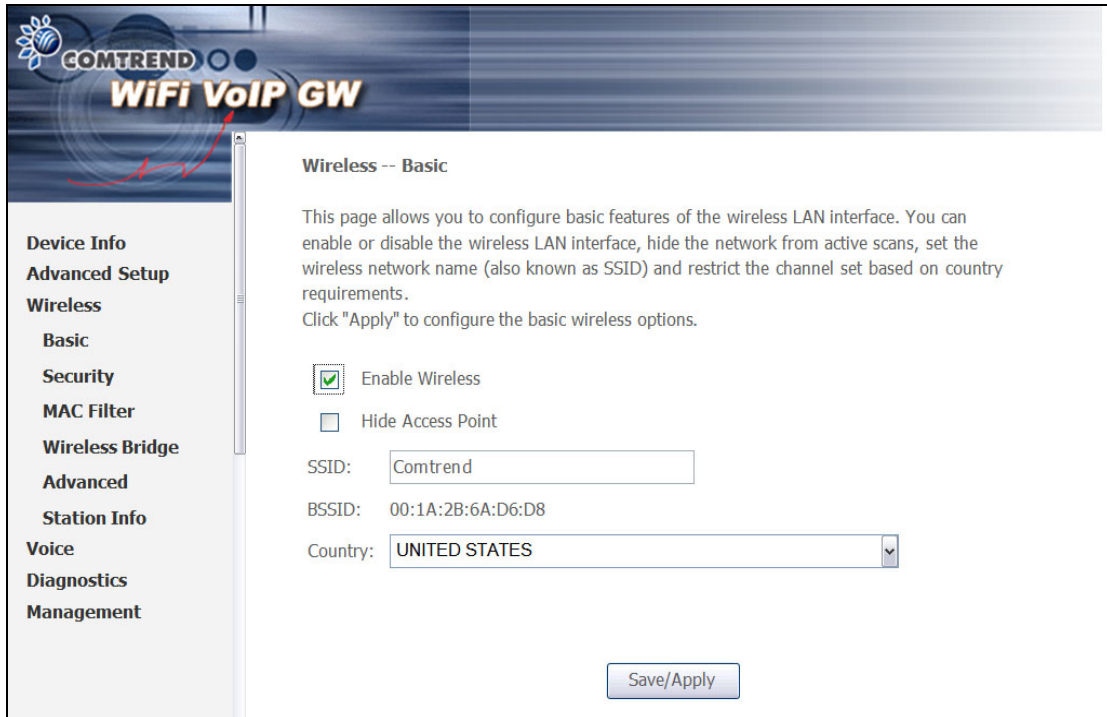 COMTREND
WiFi VoIP GW
Device Info
Advanced Setup
Wireless
Basic
Security
MAC Filter
Wireless Bridge
Advanced
Station Info
Voice
Diagnostics
Management
Wireless -- Basic
This page allows you to configure basic features of the wireless LAN interface. You can
enable or disable the wireless LAN interface, hide the network from active scans, set the
wireless network name (also known as SSID) and restrict the channel set based on country
requirements.
Click "Apply" to configure the basic wireless options.
Enable Wireless
Hide Access Point
SSID: Comtrend
BSSID: 00:1A:2B:6A:D6:D8
Country: UNITED STATES
Save/Apply